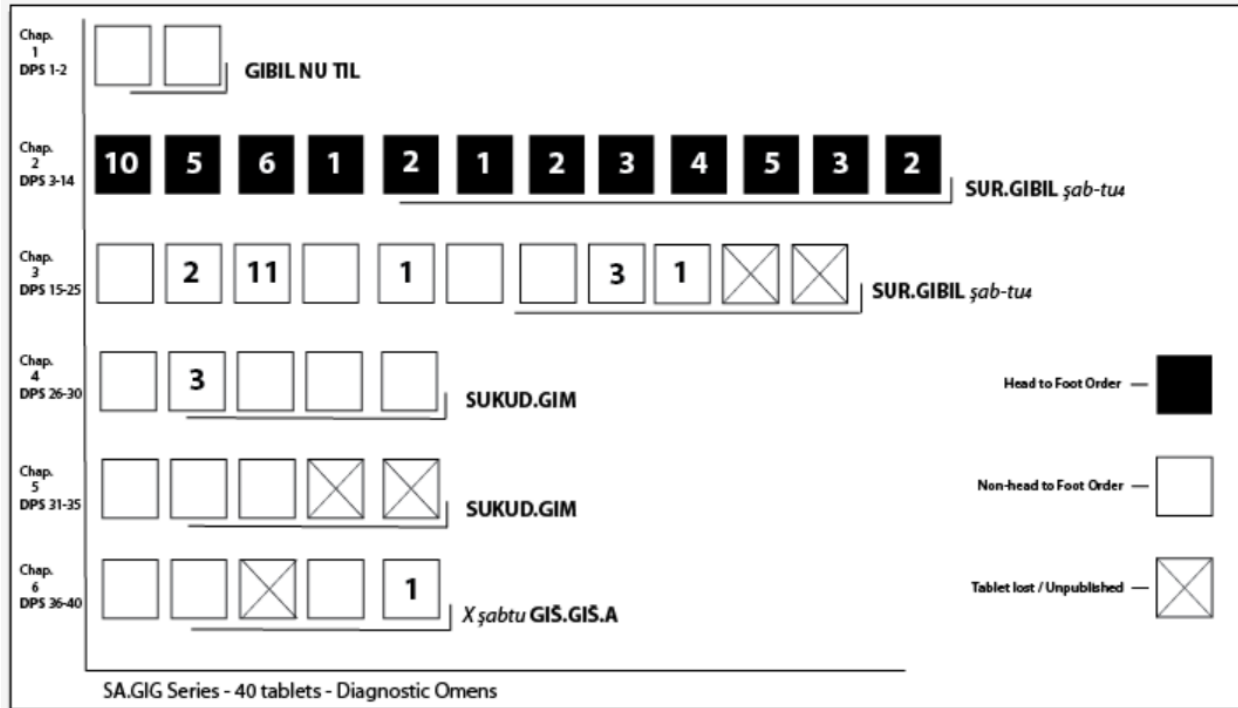 Chap.
1
DPS 1-2
GIBIL NU TIL
Chap.
2
DPS 3-14
10 5 6 1 2 1 2 3 4 5 3 2
SUR.GIBIL şab-tu₄
Chap.
3
DPS 15-25
2 11 1 3 1
SUR.GIBIL şab-tu₄
Chap.
4
DPS 26-30
3
SUKUD.GIM
Head to Foot Order
Chap.
5
DPS 31-35
SUKUD.GIM
Non-head to Foot Order
Chap.
6
DPS 36-40
1
X şabtu GIŠ.GIŠ.A
Tablet lost / Unpublished
SA.GIG Series - 40 tablets - Diagnostic Omens